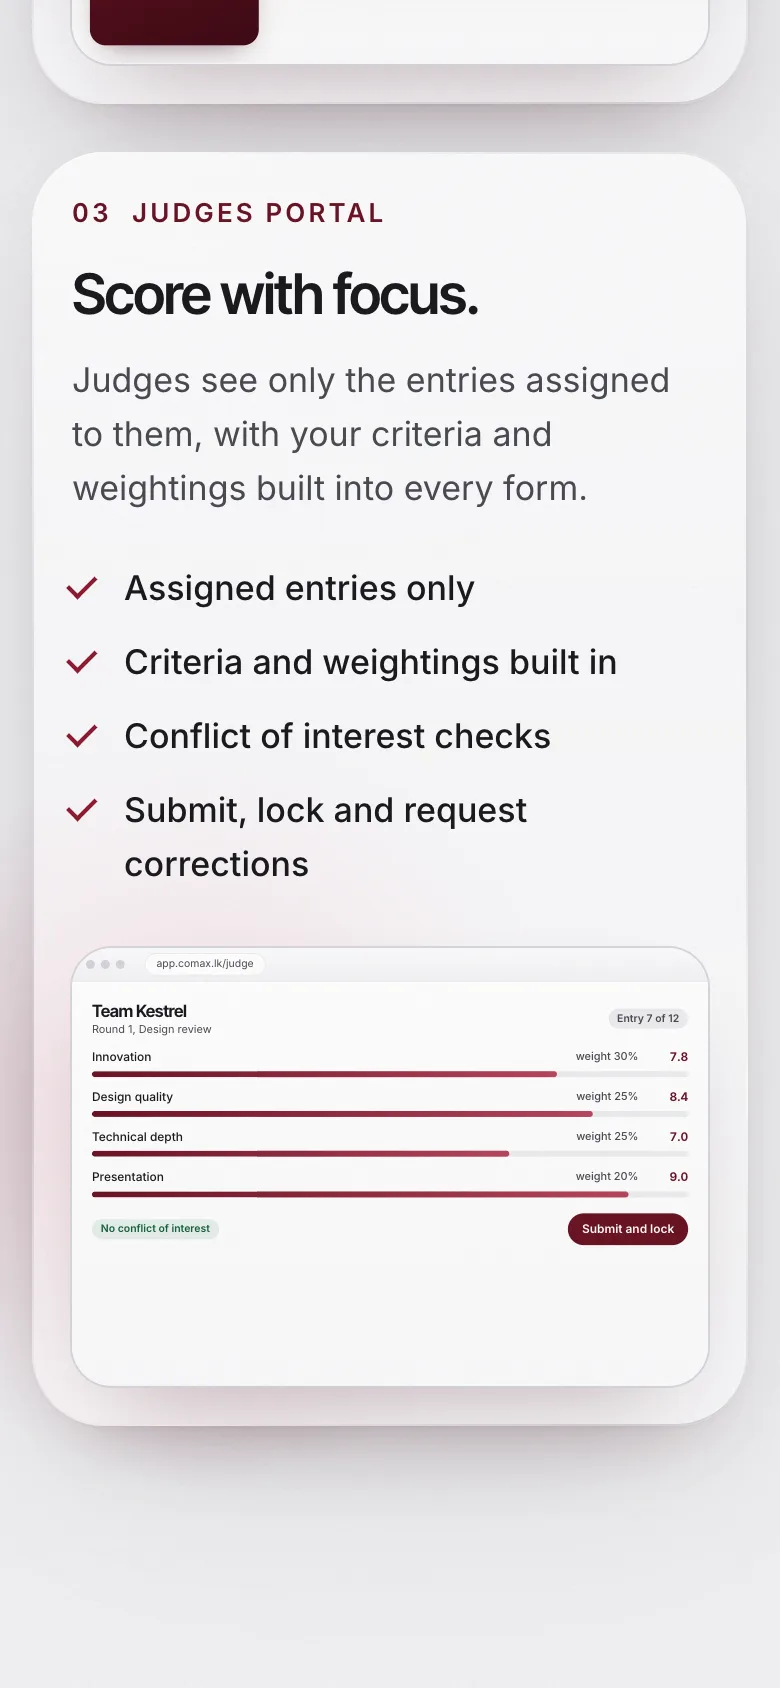 03 JUDGES PORTAL
Score with focus.
Judges see only the entries assigned
to them, with your criteria and
weightings built into every form.
Assigned entries only
Criteria and weightings built in
Conflict of interest checks
Submit, lock and request
corrections
app.comax.lk/judge
Team Kestrel
Round 1, Design review
Entry 7 of 12
Innovation weight 30% 7.8
Design quality weight 25% 8.4
Technical depth weight 25% 7.0
Presentation weight 20% 9.0
No conflict of interest
Submit and lock